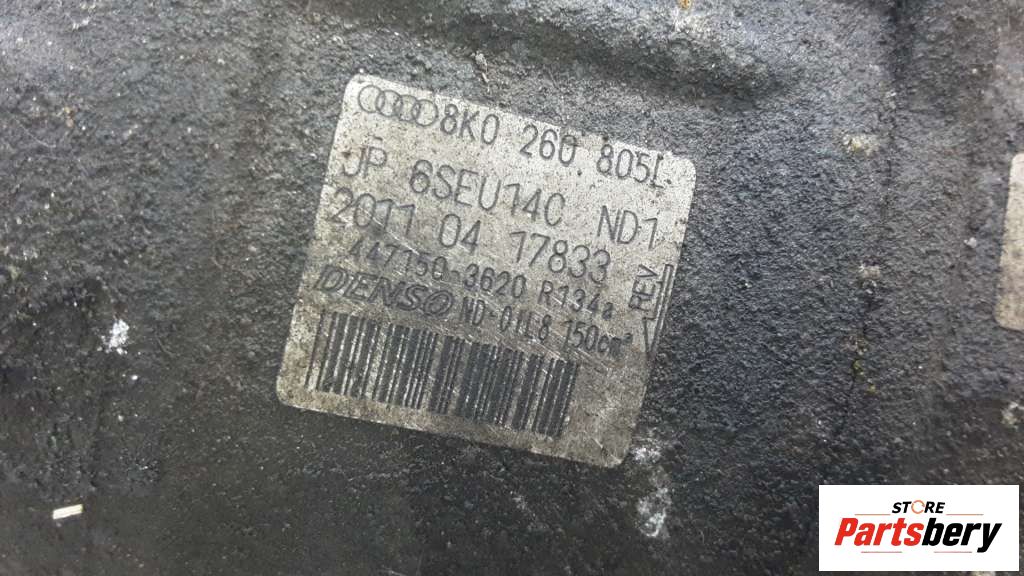 8K0 260 805L
JP 6SEU14C ND1
2011 04 17833
447150-3620 R134a
DENSO ND-OIL8 150cm³
REV
STORE
Partsbery